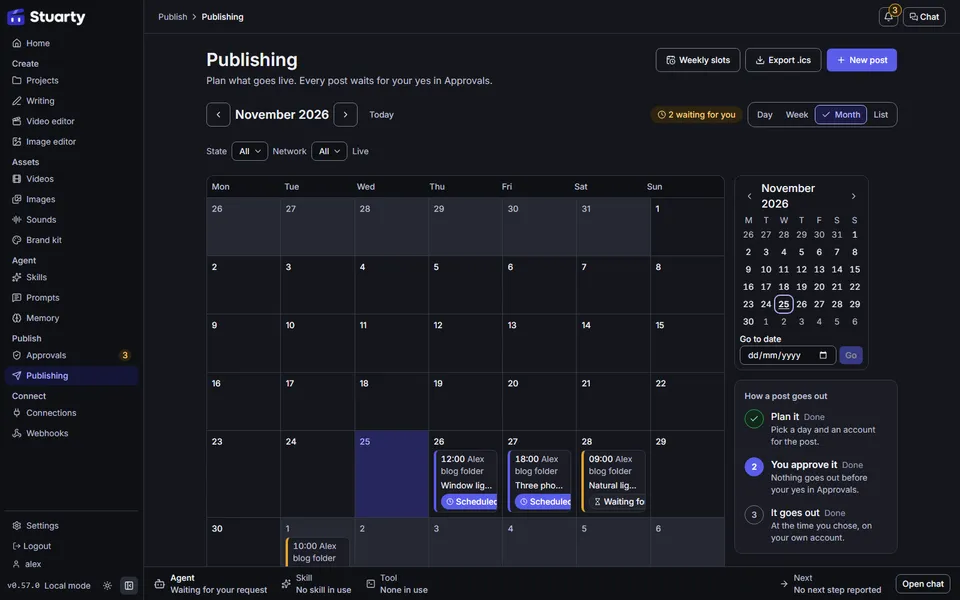 Stuarty
Home
Create
Projects
Writing
Video editor
Image editor
Assets
Videos
Images
Sounds
Brand kit
Agent
Skills
Prompts
Memory
Publish
Approvals 3
Publishing
Connect
Connections
Webhooks
Settings
Logout
alex
v0.57.0 Local mode
Publish > Publishing
3
Chat
Publishing
Plan what goes live. Every post waits for your yes in Approvals.
Weekly slots
Export .ics
+ New post
November 2026
Today
2 waiting for you
Day Week Month List
State All Network All Live
Mon Tue Wed Thu Fri Sat Sun
26 27 28 29 30 31 1
2 3 4 5 6 7 8
9 10 11 12 13 14 15
16 17 18 19 20 21 22
23 24 25 26 27 28 29
12:00 Alex
blog folder
Window lig...
Scheduled
18:00 Alex
blog folder
Three pho...
Scheduled
09:00 Alex
blog folder
Natural lig...
Waiting fo
30 1 2 3 4 5 6
10:00 Alex
blog folder
November
2026
M T W T F S S
26 27 28 29 30 31 1
2 3 4 5 6 7 8
9 10 11 12 13 14 15
16 17 18 19 20 21 22
23 24 25 26 27 28 29
30 1 2 3 4 5 6
Go to date
dd/mm/yyyy
Go
How a post goes out
Plan it Done
Pick a day and an account
for the post.
2
You approve it Done
Nothing goes out before
your yes in Approvals.
3
It goes out Done
At the time you chose, on
your own account.
Agent
Waiting for your request
Skill
No skill in use
Tool
None in use
Next
No next step reported
Open chat